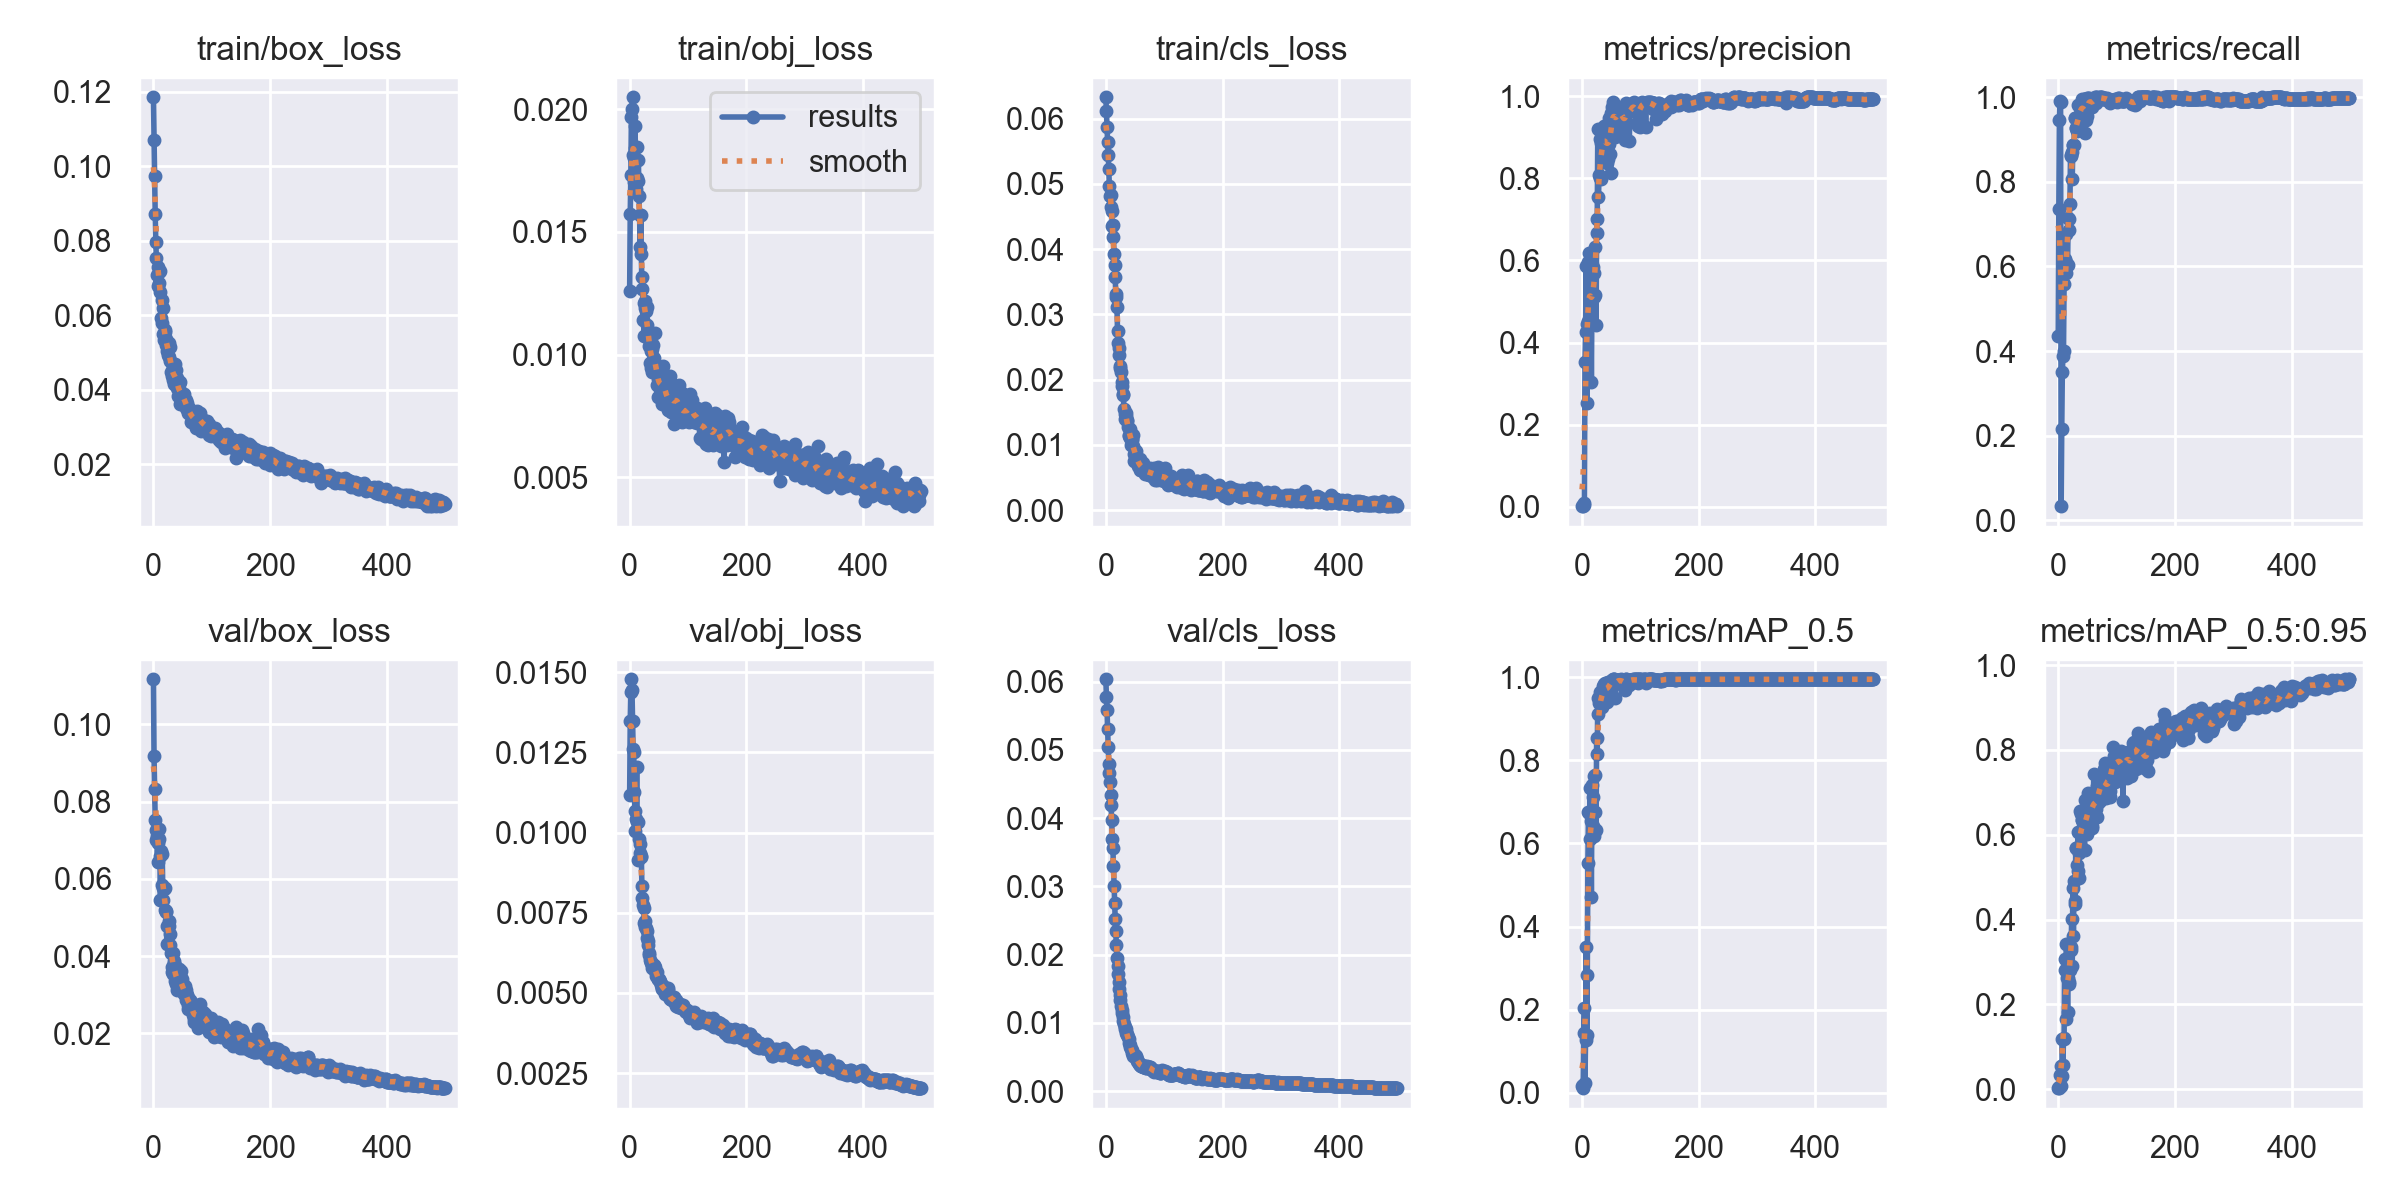 train/box_loss
train/obj_loss
train/cls_loss
metrics/precision
metrics/recall
0.12
0.10
0.08
0.06
0.04
0.02
0 200 400
0.020
0.015
0.010
0.005
results
smooth
0 200 400
0.06
0.05
0.04
0.03
0.02
0.01
0.00
0 200 400
1.0
0.8
0.6
0.4
0.2
0.0
0 200 400
1.0
0.8
0.6
0.4
0.2
0.0
0 200 400
val/box_loss
val/obj_loss
val/cls_loss
metrics/mAP_0.5
metrics/mAP_0.5:0.95
0.10
0.08
0.06
0.04
0.02
0 200 400
0.0150
0.0125
0.0100
0.0075
0.0050
0.0025
0 200 400
0.06
0.05
0.04
0.03
0.02
0.01
0.00
0 200 400
1.0
0.8
0.6
0.4
0.2
0.0
0 200 400
1.0
0.8
0.6
0.4
0.2
0.0
0 200 400